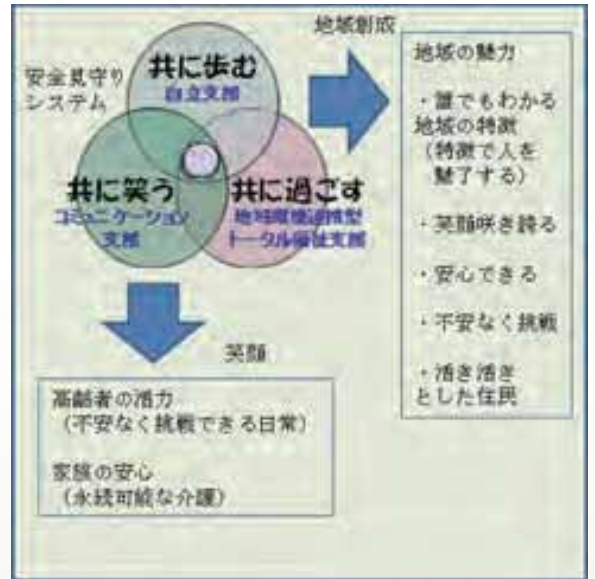 地域創成
安全見守り
システム
共に歩む
自立支援
共に笑う
コミュニケーション
支援
共に過ごす
地域環境連携型
トータル福祉支援
笑顔
高齢者の活力
(不安なく挑戦できる日常)
家族の安心
(永続可能な介護)
地域の魅力
・誰でもわかる
地域の特徴
(特徴で人を
魅了する)
・笑顔咲き誇る
・安心できる
・不安なく挑戦
・活き活き
とした住民